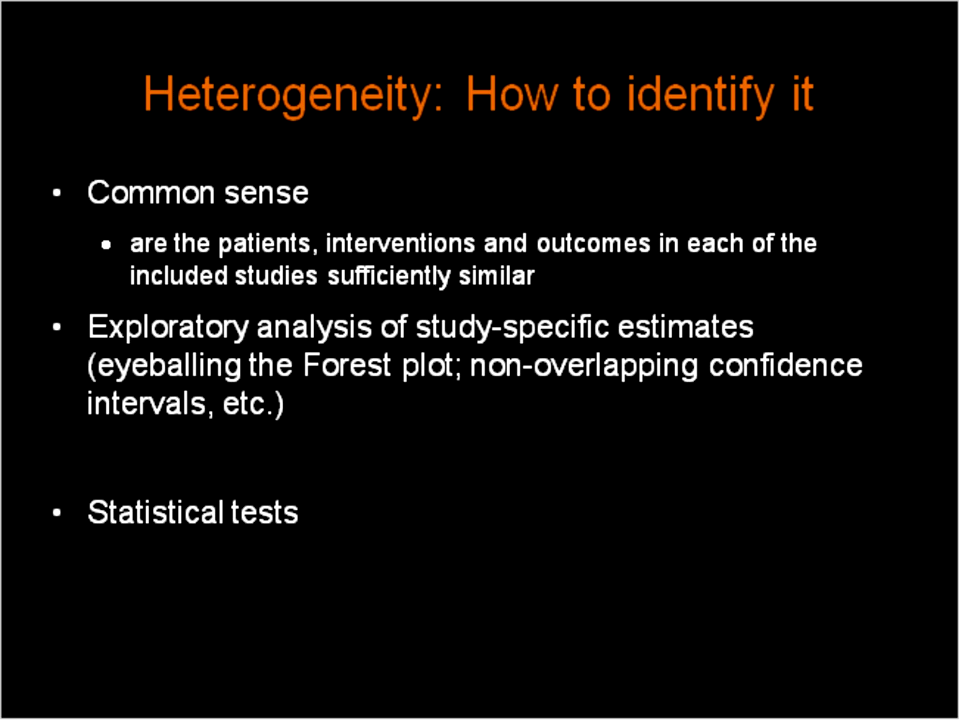 Heterogeneity: How to identify it
• Common sense
• are the patients, interventions and outcomes in each of the
included studies sufficiently similar
• Exploratory analysis of study-specific estimates
(eyeballing the Forest plot; non-overlapping confidence
intervals, etc.)
• Statistical tests